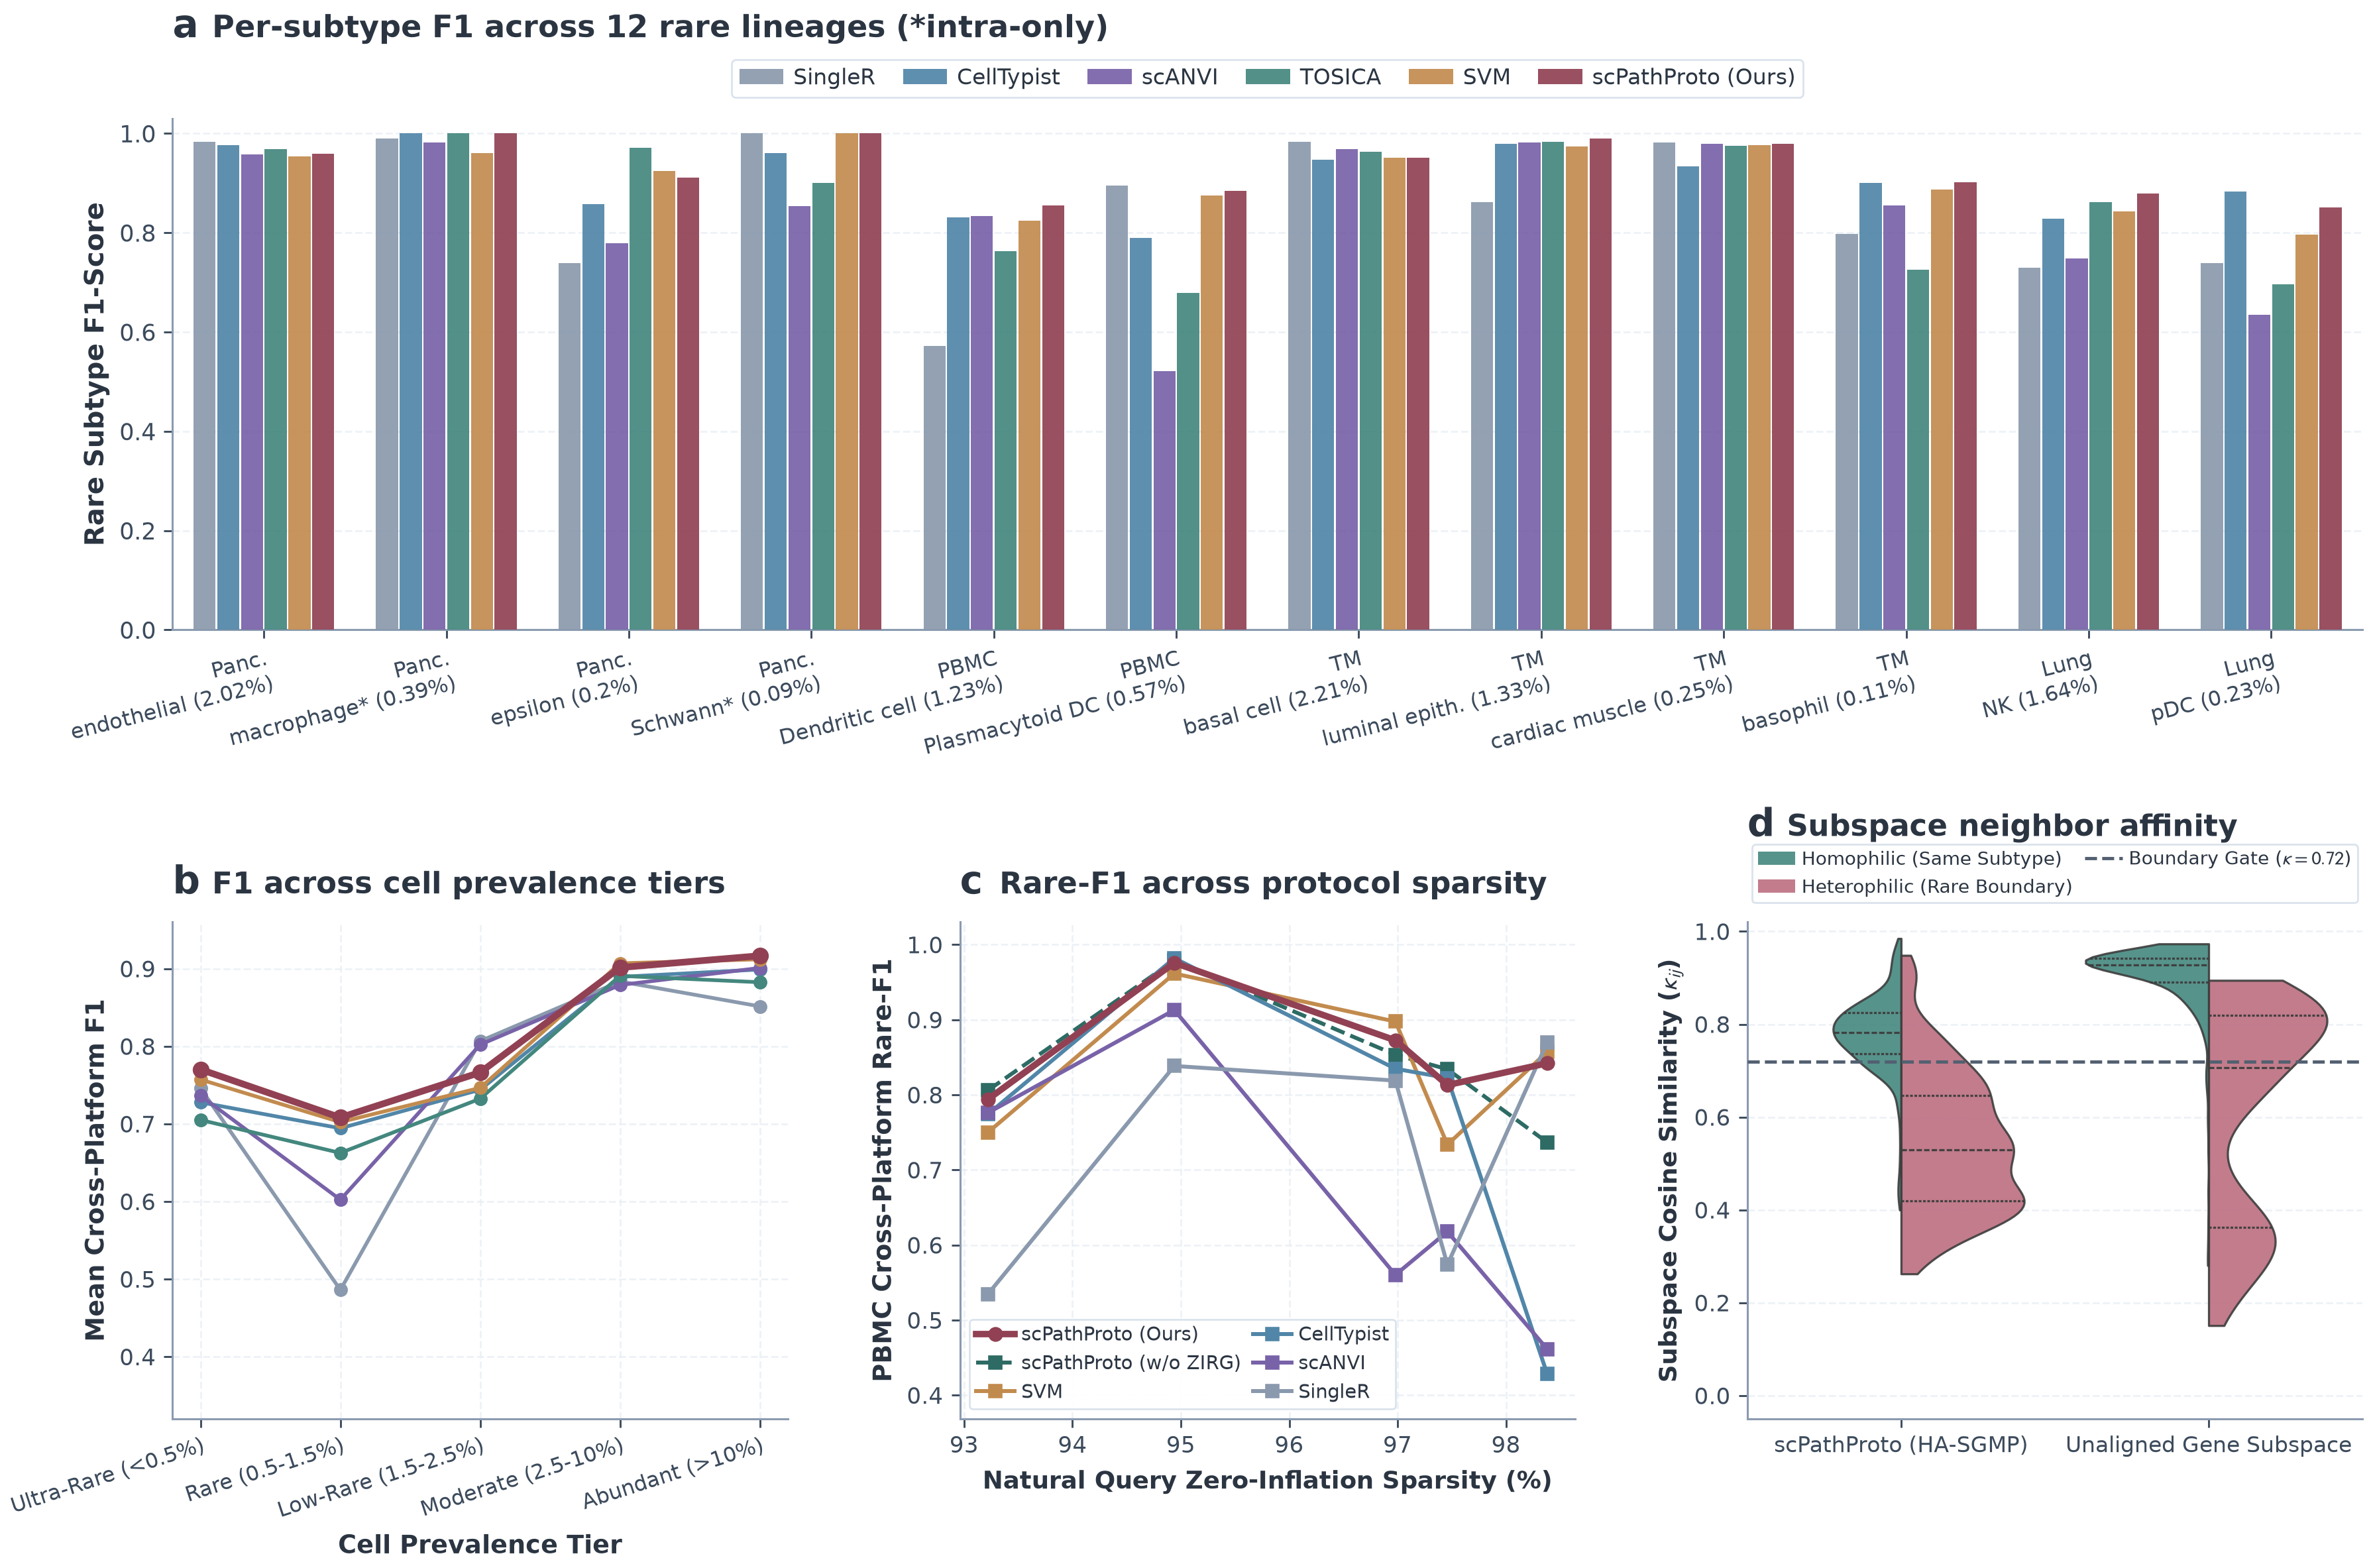 a Per-subtype F1 across 12 rare lineages (*intra-only)
SingleR CellTypist scANVI TOSICA SVM scPathProto (Ours)
Rare Subtype F1-Score
1.0
0.8
0.6
0.4
0.2
0.0
Panc.
endothelial (2.02%)
Panc.
macrophage* (0.39%)
Panc.
epsilon (0.2%)
Panc.
Schwann* (0.09%)
PBMC
Dendritic cell (1.23%)
PBMC
Plasmacytoid DC (0.57%)
TM
basal cell (2.21%)
TM
luminal epith. (1.33%)
TM
cardiac muscle (0.25%)
TM
basophil (0.11%)
Lung
NK (1.64%)
Lung
pDC (0.23%)
b F1 across cell prevalence tiers
Mean Cross-Platform F1
0.9
0.8
0.7
0.6
0.5
0.4
Ultra-Rare (<0.5%)
Rare (0.5-1.5%)
Low-Rare (1.5-2.5%)
Moderate (2.5-10%)
Abundant (>10%)
Cell Prevalence Tier
c Rare-F1 across protocol sparsity
PBMC Cross-Platform Rare-F1
1.0
0.9
0.8
0.7
0.6
0.5
0.4
scPathProto (Ours) CellTypist
scPathProto (w/o ZIRG) scANVI
SVM SingleR
93 94 95 96 97 98
Natural Query Zero-Inflation Sparsity (%)
d Subspace neighbor affinity
Homophilic (Same Subtype) Boundary Gate (κ = 0.72)
Heterophilic (Rare Boundary)
Subspace Cosine Similarity (κij)
1.0
0.8
0.6
0.4
0.2
0.0
scPathProto (HA-SGMP) Unaligned Gene Subspace